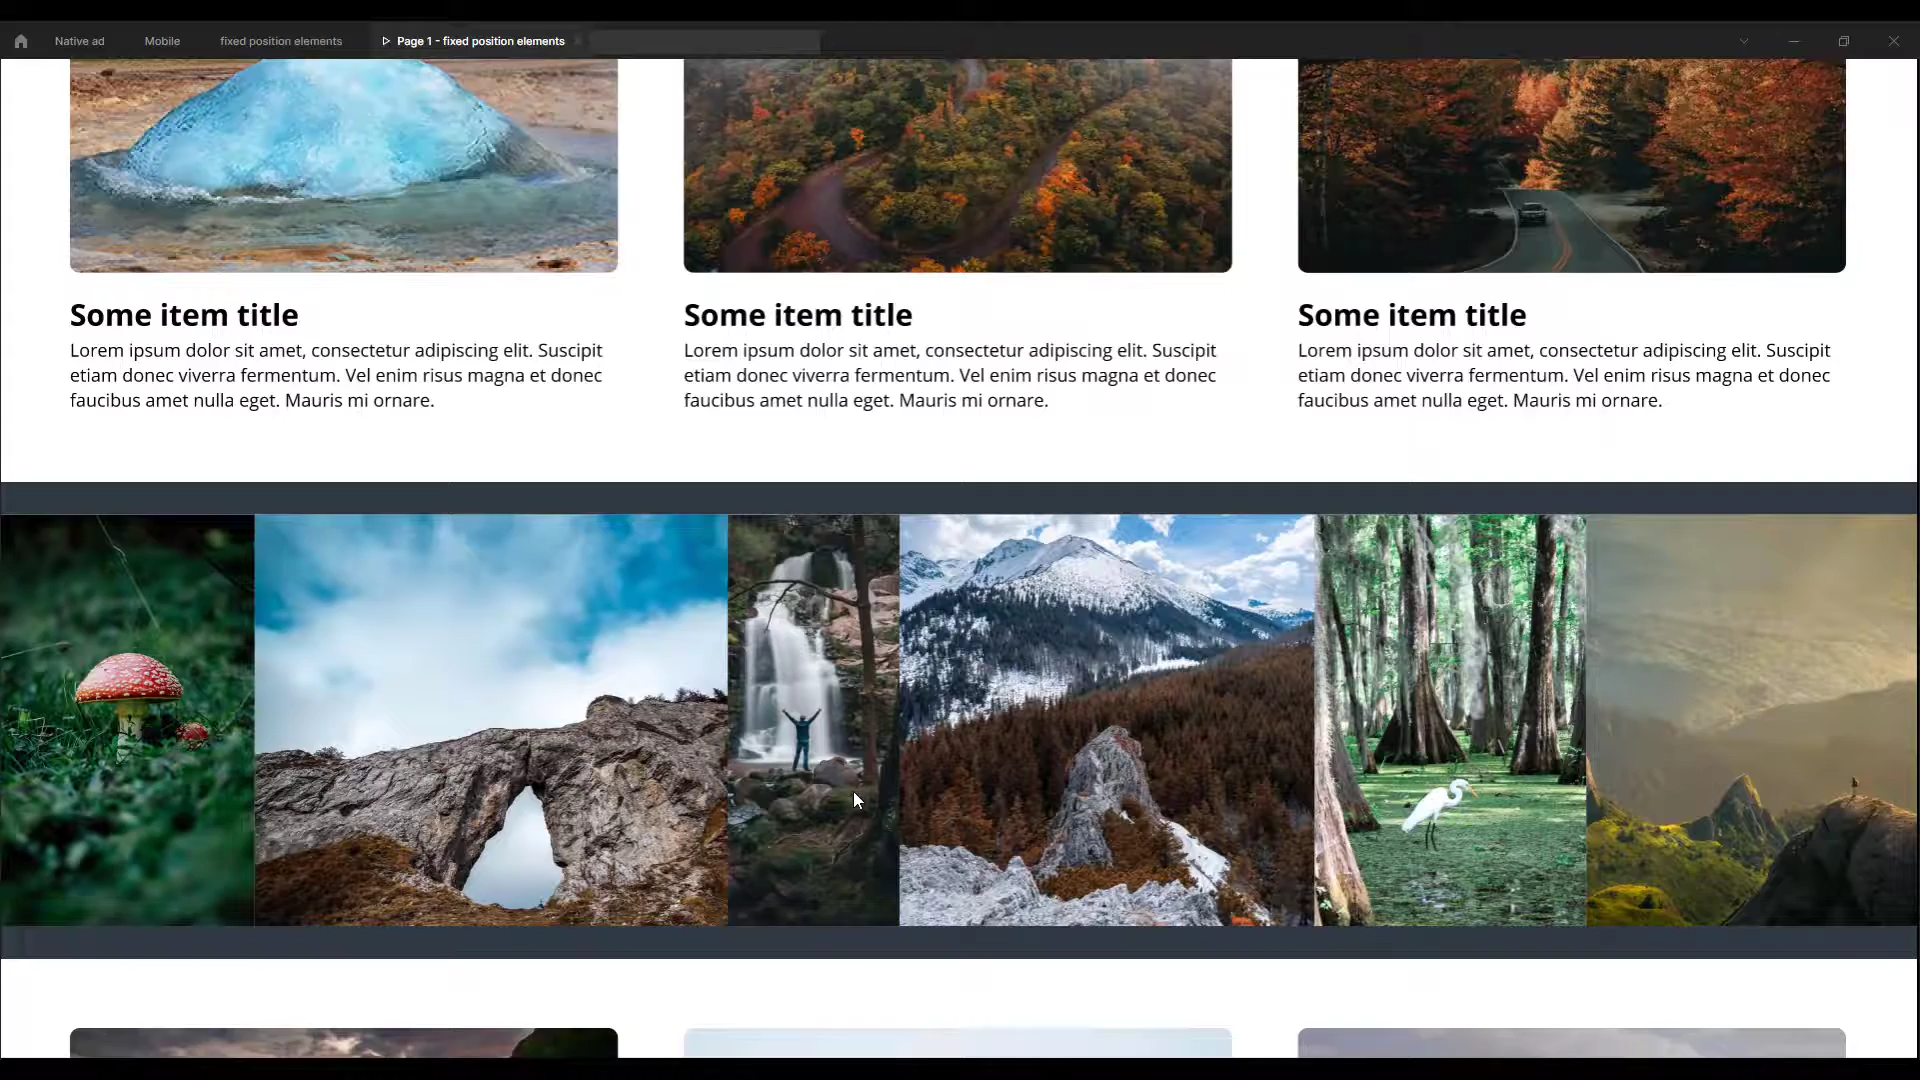 Native ad
Mobile
fixed position elements
Page 1 - fixed position elements
Some item title
Lorem ipsum dolor sit amet, consectetur adipiscing elit. Suscipit
etiam donec viverra fermentum. Vel enim risus magna et donec
faucibus amet nulla eget. Mauris mi ornare.
Some item title
Lorem ipsum dolor sit amet, consectetur adipiscing elit. Suscipit
etiam donec viverra fermentum. Vel enim risus magna et donec
faucibus amet nulla eget. Mauris mi ornare.
Some item title
Lorem ipsum dolor sit amet, consectetur adipiscing elit. Suscipit
etiam donec viverra fermentum. Vel enim risus magna et donec
faucibus amet nulla eget. Mauris mi ornare.